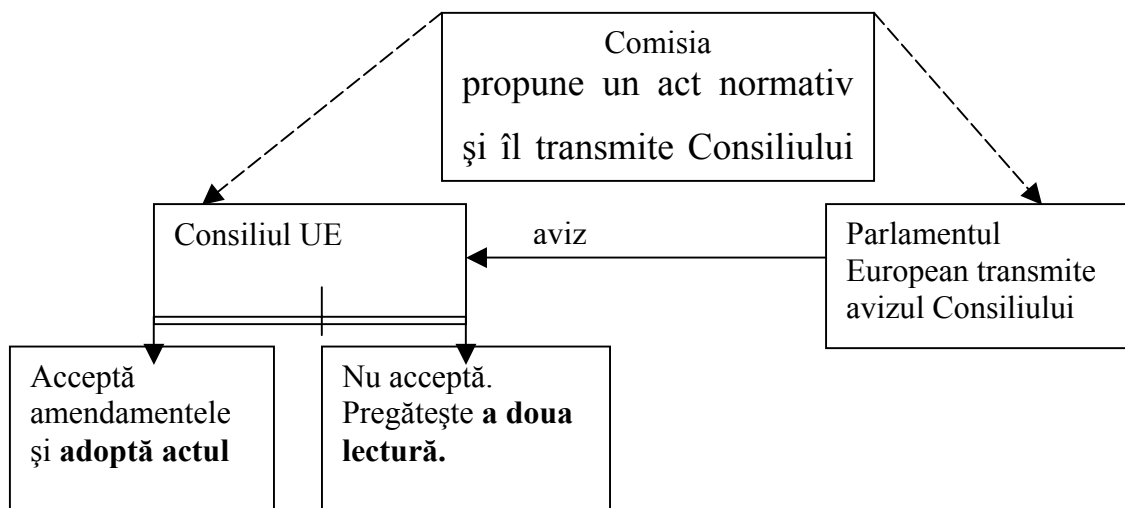 Comisia
propune un act normativ
şi îl transmite Consiliului
Consiliul UE
aviz
Parlamentul
European transmite
avizul Consiliului
Acceptă
amendamentele
şi adoptă actul
Nu acceptă.
Pregăteşte a doua
lectură.